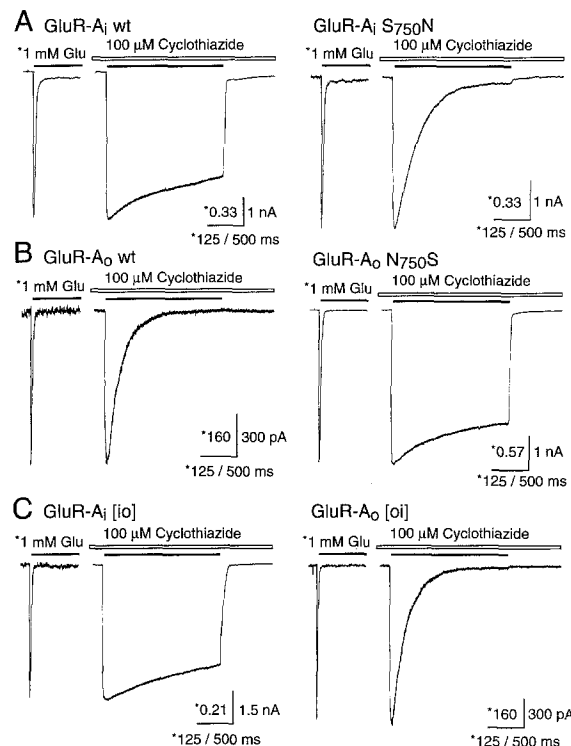 A GluR-Ai wt
*1 mM Glu 100 µM Cyclothiazide
*0.33 1 nA
*125 / 500 ms
GluR-Ai S750N
*1 mM Glu 100 µM Cyclothiazide
*0.33 1 nA
*125 / 500 ms
B GluR-Ao wt
*1 mM Glu 100 µM Cyclothiazide
*160 300 pA
*125 / 500 ms
GluR-Ao N750S
*1 mM Glu 100 µM Cyclothiazide
*0.57 1 nA
*125 / 500 ms
C GluR-Ai [io]
*1 mM Glu 100 µM Cyclothiazide
*0.21 1.5 nA
*125 / 500 ms
GluR-Ao [oi]
*1 mM Glu 100 µM Cyclothiazide
*160 300 pA
*125 / 500 ms